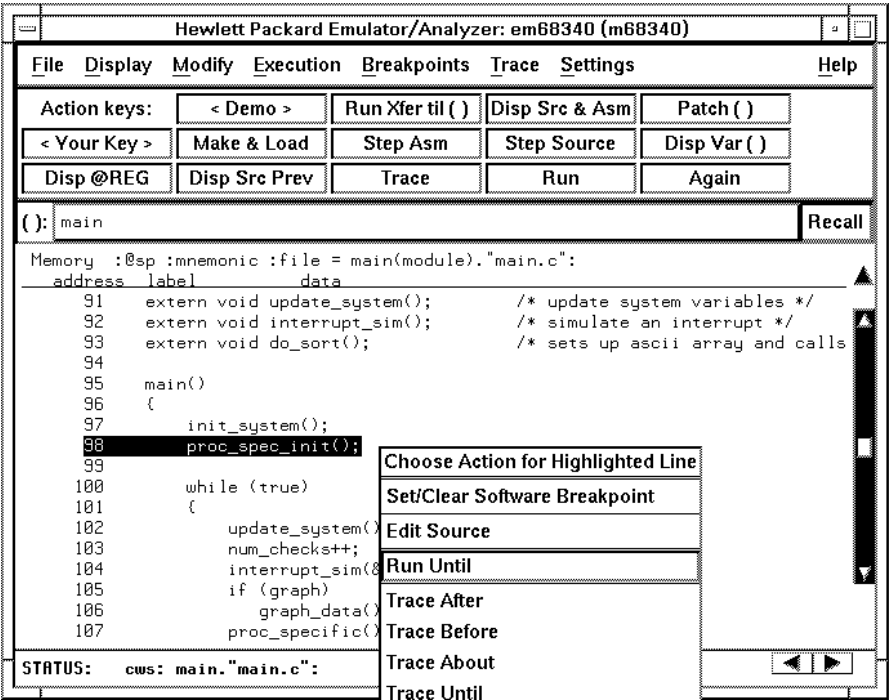 Hewlett Packard Emulator/Analyzer: em68340 (m68340)
File Display Modify Execution Breakpoints Trace Settings Help
Action keys: < Demo > Run Xfer til ( ) Disp Src & Asm Patch ( )
< Your Key > Make & Load Step Asm Step Source Disp Var ( )
Disp @REG Disp Src Prev Trace Run Again
( ): main Recall
Memory :@sp :mnemonic :file = main(module)."main.c":
address label data
91 extern void update_system(); /* update system variables */
92 extern void interrupt_sim(); /* simulate an interrupt */
93 extern void do_sort(); /* sets up ascii array and calls
94
95 main()
96 {
97 init_system();
98 proc_spec_init();
99
100 while (true)
101 {
102 update_system()
103 num_checks++;
104 interrupt_sim(&
105 if (graph)
106 graph_data()
107 proc_specific()
Choose Action for Highlighted Line
Set/Clear Software Breakpoint
Edit Source
Run Until
Trace After
Trace Before
Trace About
Trace Until
STATUS: cws: main."main.c":